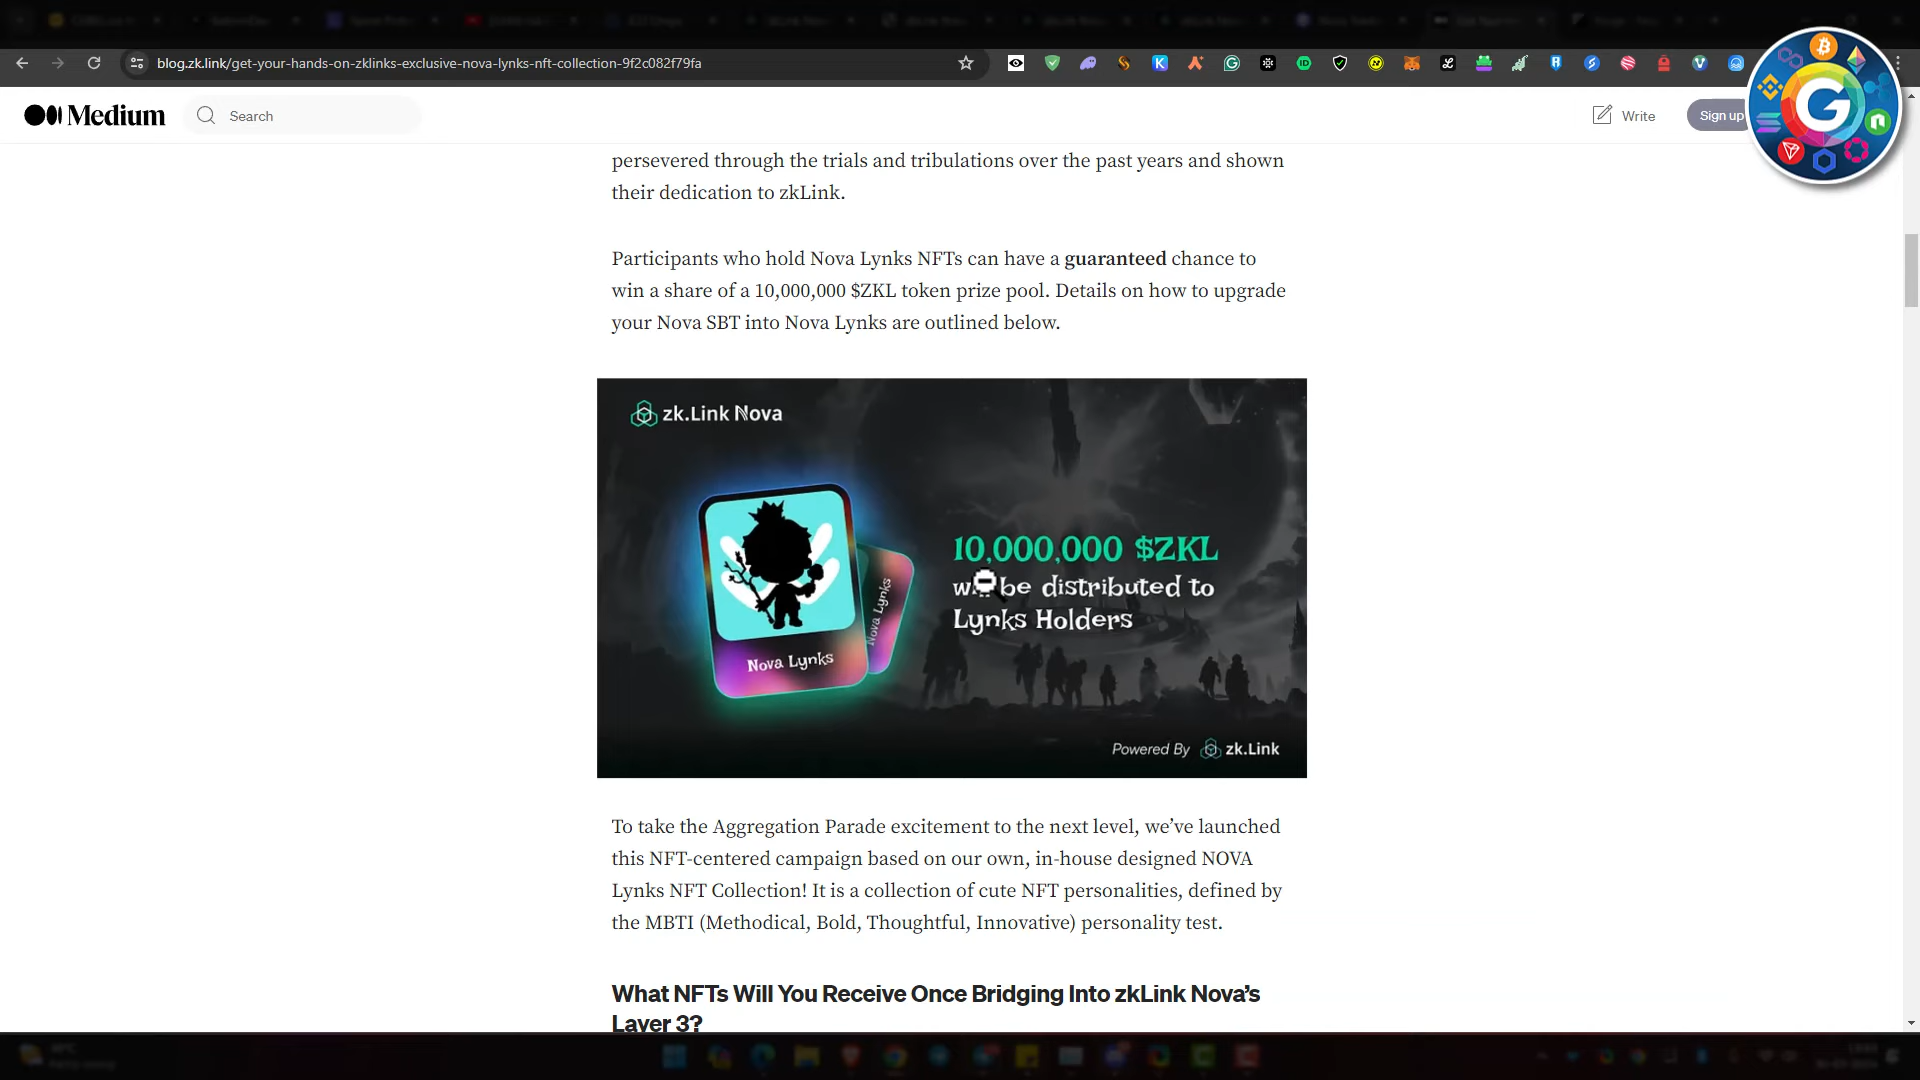 blog.zk.link/get-your-hands-on-zklinks-exclusive-nova-lynks-nft-collection-9f2c082f79fa
Medium
Search
Write
Sign up
persevered through the trials and tribulations over the past years and shown
their dedication to zkLink.
Participants who hold Nova Lynks NFTs can have a guaranteed chance to
win a share of a 10,000,000 $ZKL token prize pool. Details on how to upgrade
your Nova SBT into Nova Lynks are outlined below.
zk.Link Nova
10,000,000 $ZKL
be distributed to
Lynks Holders
Nova Lynks
Nova Lynks
Powered By zk.Link
To take the Aggregation Parade excitement to the next level, we’ve launched
this NFT-centered campaign based on our own, in-house designed NOVA
Lynks NFT Collection! It is a collection of cute NFT personalities, defined by
the MBTI (Methodical, Bold, Thoughtful, Innovative) personality test.
What NFTs Will You Receive Once Bridging Into zkLink Nova’s
Layer 3?